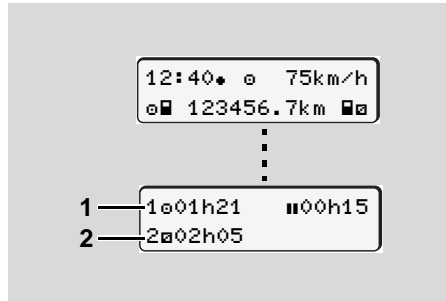 12:40● ⊙ 75km/h
⊙▮ 123456.7km ▮⧄
1 1⊙01h21 ⏸00h15
2 2⧄02h05